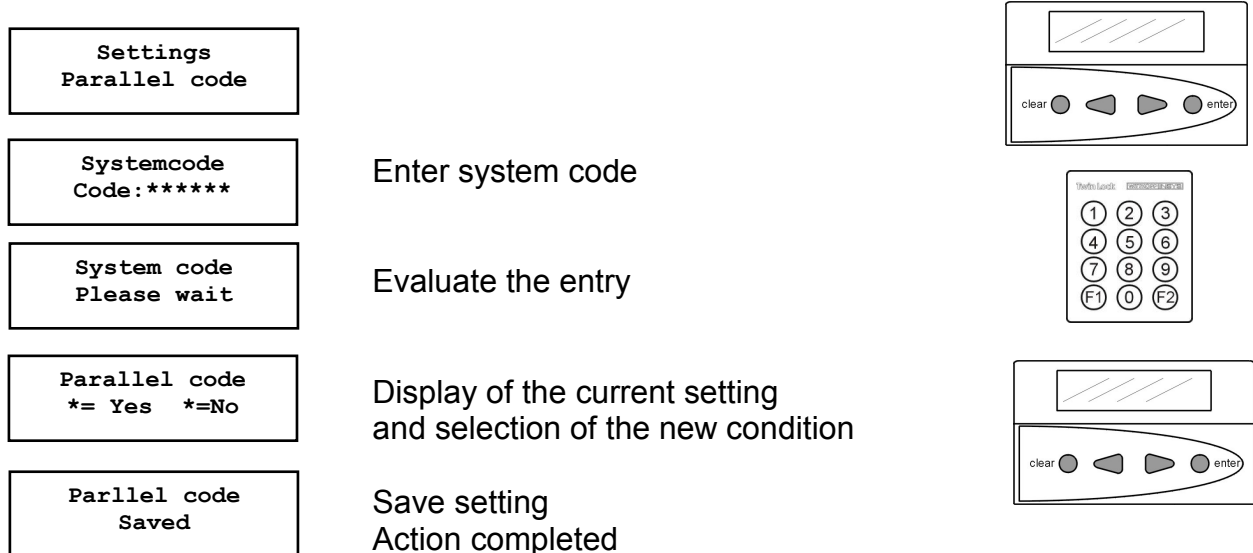 Settings
Parallel code
clear
enter
Systemcode
Code:******
Enter system code
Twin Lock
1 2 3
4 5 6
7 8 9
F1 0 F2
System code
Please wait
Evaluate the entry
Parallel code
*= Yes *=No
Display of the current setting
and selection of the new condition
clear
enter
Parllel code
Saved
Save setting
Action completed